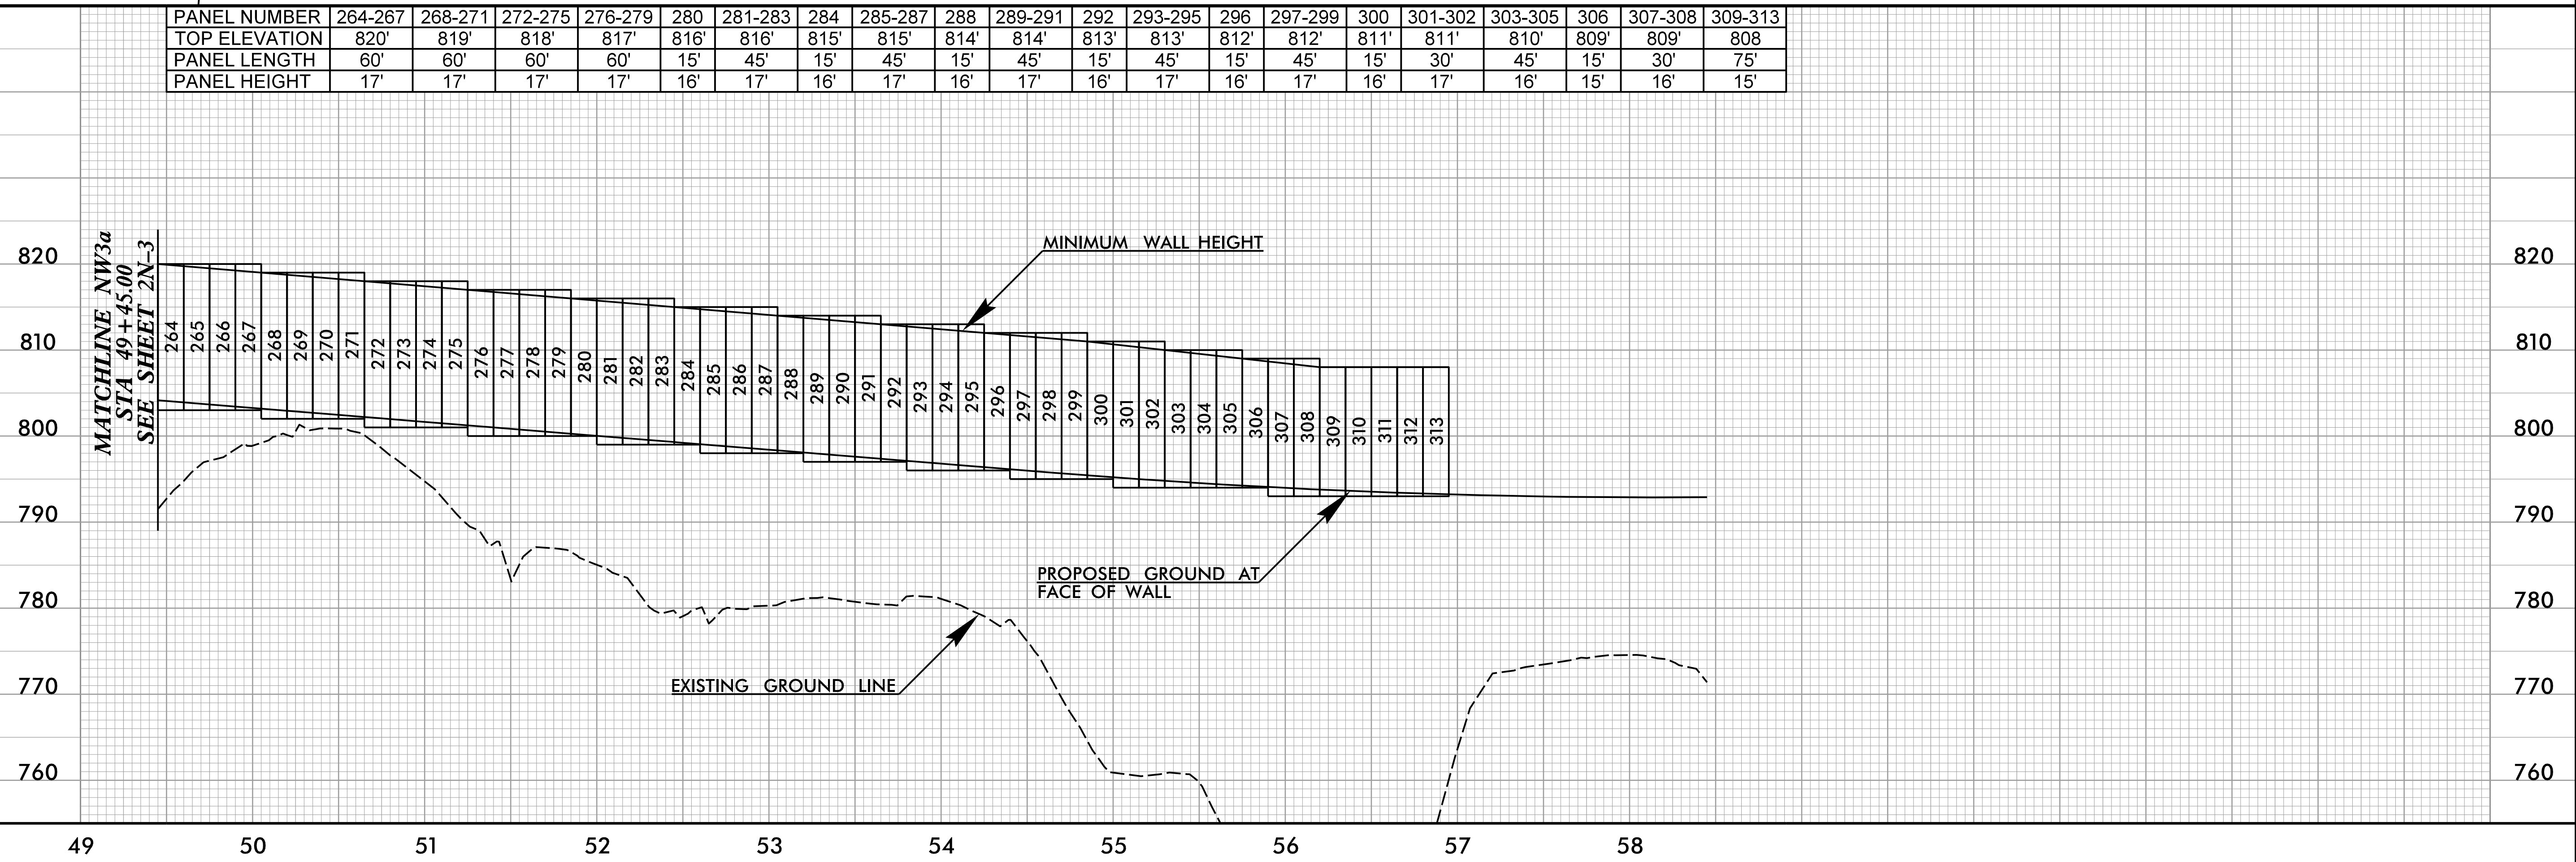 PANEL NUMBER 264-267 268-271 272-275 276-279 280 281-283 284 285-287 288 289-291 292 293-295 296 297-299 300 301-302 303-305 306 307-308 309-313
TOP ELEVATION 820' 819' 818' 817' 816' 816' 815' 815' 814' 814' 813' 813' 812' 812' 811' 811' 810' 809' 809' 808
PANEL LENGTH 60' 60' 60' 60' 15' 45' 15' 45' 15' 45' 15' 45' 15' 45' 15' 30' 45' 15' 30' 75'
PANEL HEIGHT 17' 17' 17' 17' 16' 17' 16' 17' 16' 17' 16' 17' 16' 17' 16' 17' 16' 15' 16' 15'
MATCHLINE NW3a
STA 49+45.00
SEE SHEET 2N-3
MINIMUM WALL HEIGHT
820 820
810 810
800 800
790 790
780 780
770 770
760 760
264 265 266 267 268 269 270 271 272 273 274 275 276 277 278 279 280 281 282 283 284 285 286 287 288 289 290 291 292 293 294 295 296 297 298 299 300 301 302 303 304 305 306 307 308 309 310 311 312 313
PROPOSED GROUND AT
FACE OF WALL
EXISTING GROUND LINE
49 50 51 52 53 54 55 56 57 58